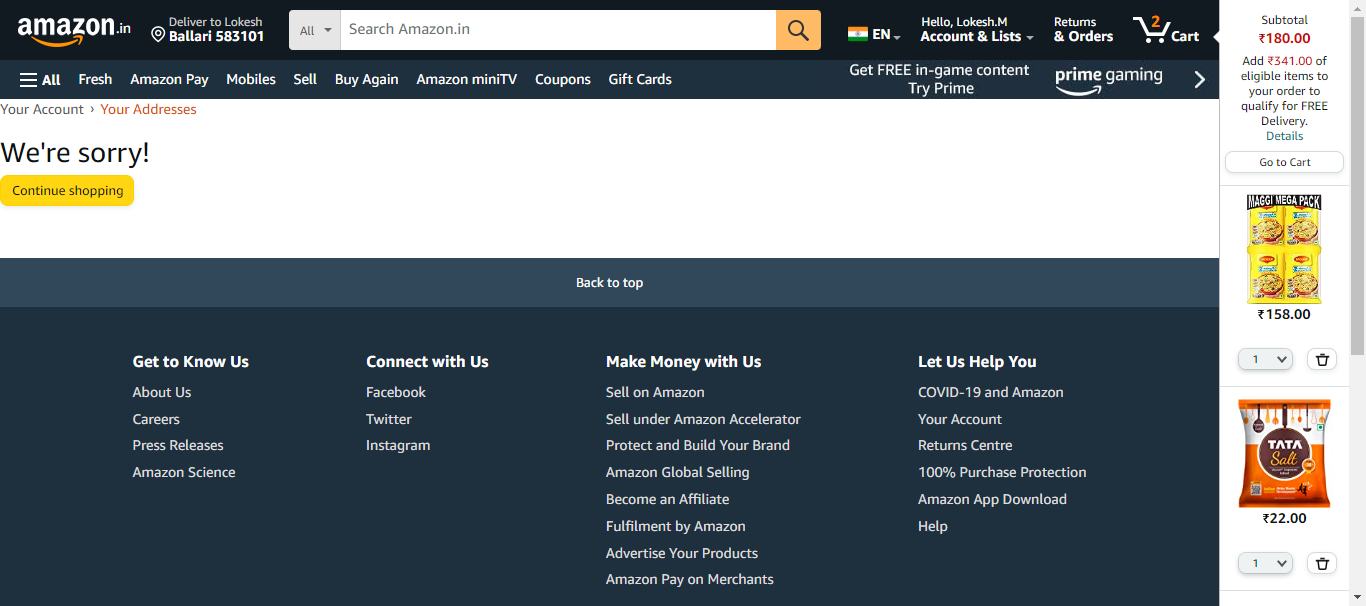 amazon.in
Deliver to Lokesh
Ballari 583101
All
Search Amazon.in
EN
Hello, Lokesh.M
Account & Lists
Returns
& Orders
2
Cart
All
Fresh
Amazon Pay
Mobiles
Sell
Buy Again
Amazon miniTV
Coupons
Gift Cards
Get FREE in-game content
Try Prime
prime gaming
Your Account › Your Addresses
We're sorry!
Continue shopping
Back to top
Get to Know Us
About Us
Careers
Press Releases
Amazon Science
Connect with Us
Facebook
Twitter
Instagram
Make Money with Us
Sell on Amazon
Sell under Amazon Accelerator
Protect and Build Your Brand
Amazon Global Selling
Become an Affiliate
Fulfilment by Amazon
Advertise Your Products
Amazon Pay on Merchants
Let Us Help You
COVID-19 and Amazon
Your Account
Returns Centre
100% Purchase Protection
Amazon App Download
Help
Subtotal
₹180.00
Add ₹341.00 of
eligible items to
your order to
qualify for FREE
Delivery.
Details
Go to Cart
MAGGI MEGA PACK
₹158.00
1
TATA
Salt
₹22.00
1